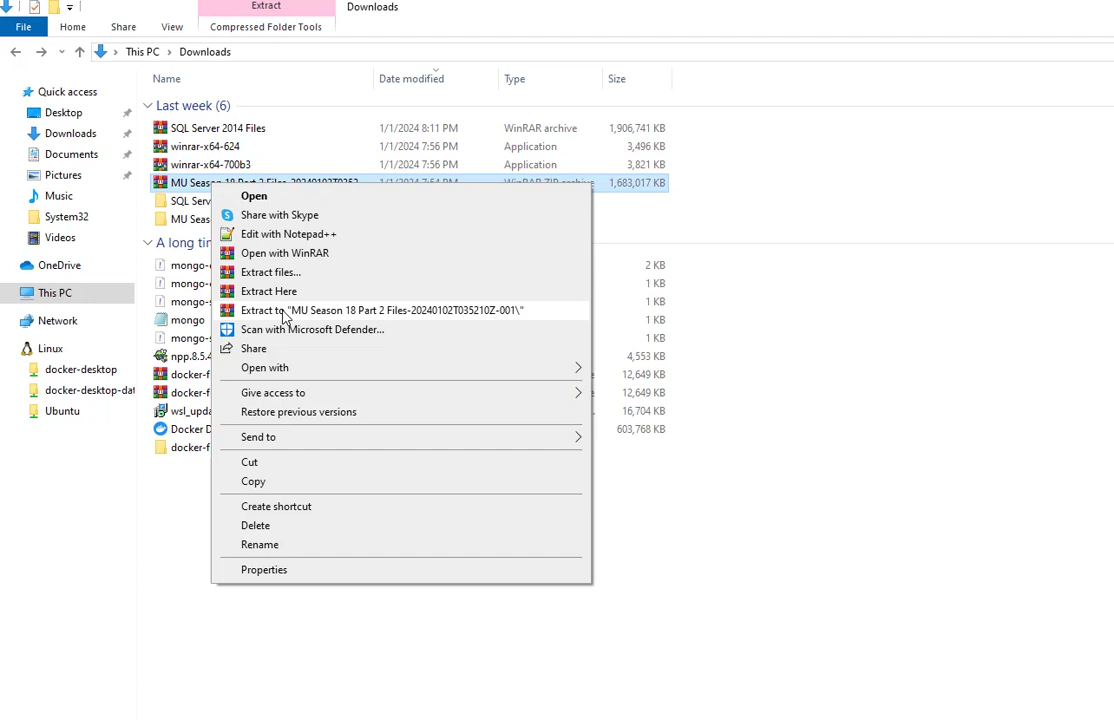 Extract
Downloads
File
Home
Share
View
Compressed Folder Tools
This PC
Downloads
Name
Date modified
Type
Size
Last week (6)
SQL Server 2014 Files
1/1/2024 8:11 PM
WinRAR archive
1,906,741 KB
winrar-x64-624
1/1/2024 7:56 PM
Application
3,496 KB
winrar-x64-700b3
1/1/2024 7:56 PM
Application
3,821 KB
MU Season 18 Part 2 Files-20240102T0352
1/1/2024 7:54 PM
WinRAR ZIP archive
1,683,017 KB
SQL Serv
MU Seas
A long tin
mongo-
2 KB
mongo-
1 KB
mongo-s
1 KB
mongo
1 KB
mongo-s
1 KB
npp.8.5.4
4,553 KB
docker-f
12,649 KB
docker-f
12,649 KB
wsl_upda
16,704 KB
Docker D
603,768 KB
docker-f
Quick access
Desktop
Downloads
Documents
Pictures
Music
System32
Videos
OneDrive
This PC
Network
Linux
docker-desktop
docker-desktop-dat
Ubuntu
Open
Share with Skype
Edit with Notepad++
Open with WinRAR
Extract files...
Extract Here
Extract to "MU Season 18 Part 2 Files-20240102T035210Z-001\"
Scan with Microsoft Defender...
Share
Open with
Give access to
Restore previous versions
Send to
Cut
Copy
Create shortcut
Delete
Rename
Properties